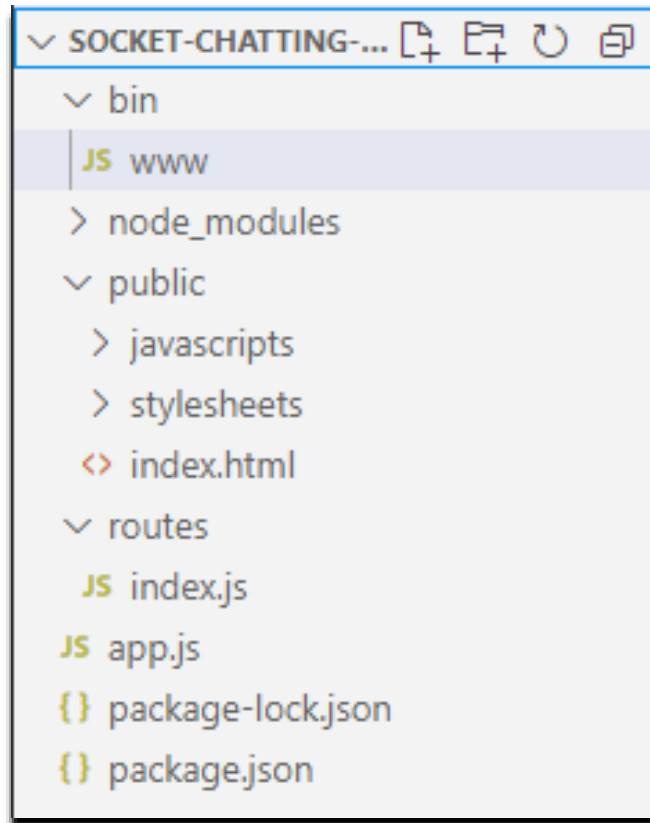 SOCKET-CHATTING-...
bin
JS www
node_modules
public
javascripts
stylesheets
<> index.html
routes
JS index.js
JS app.js
{} package-lock.json
{} package.json